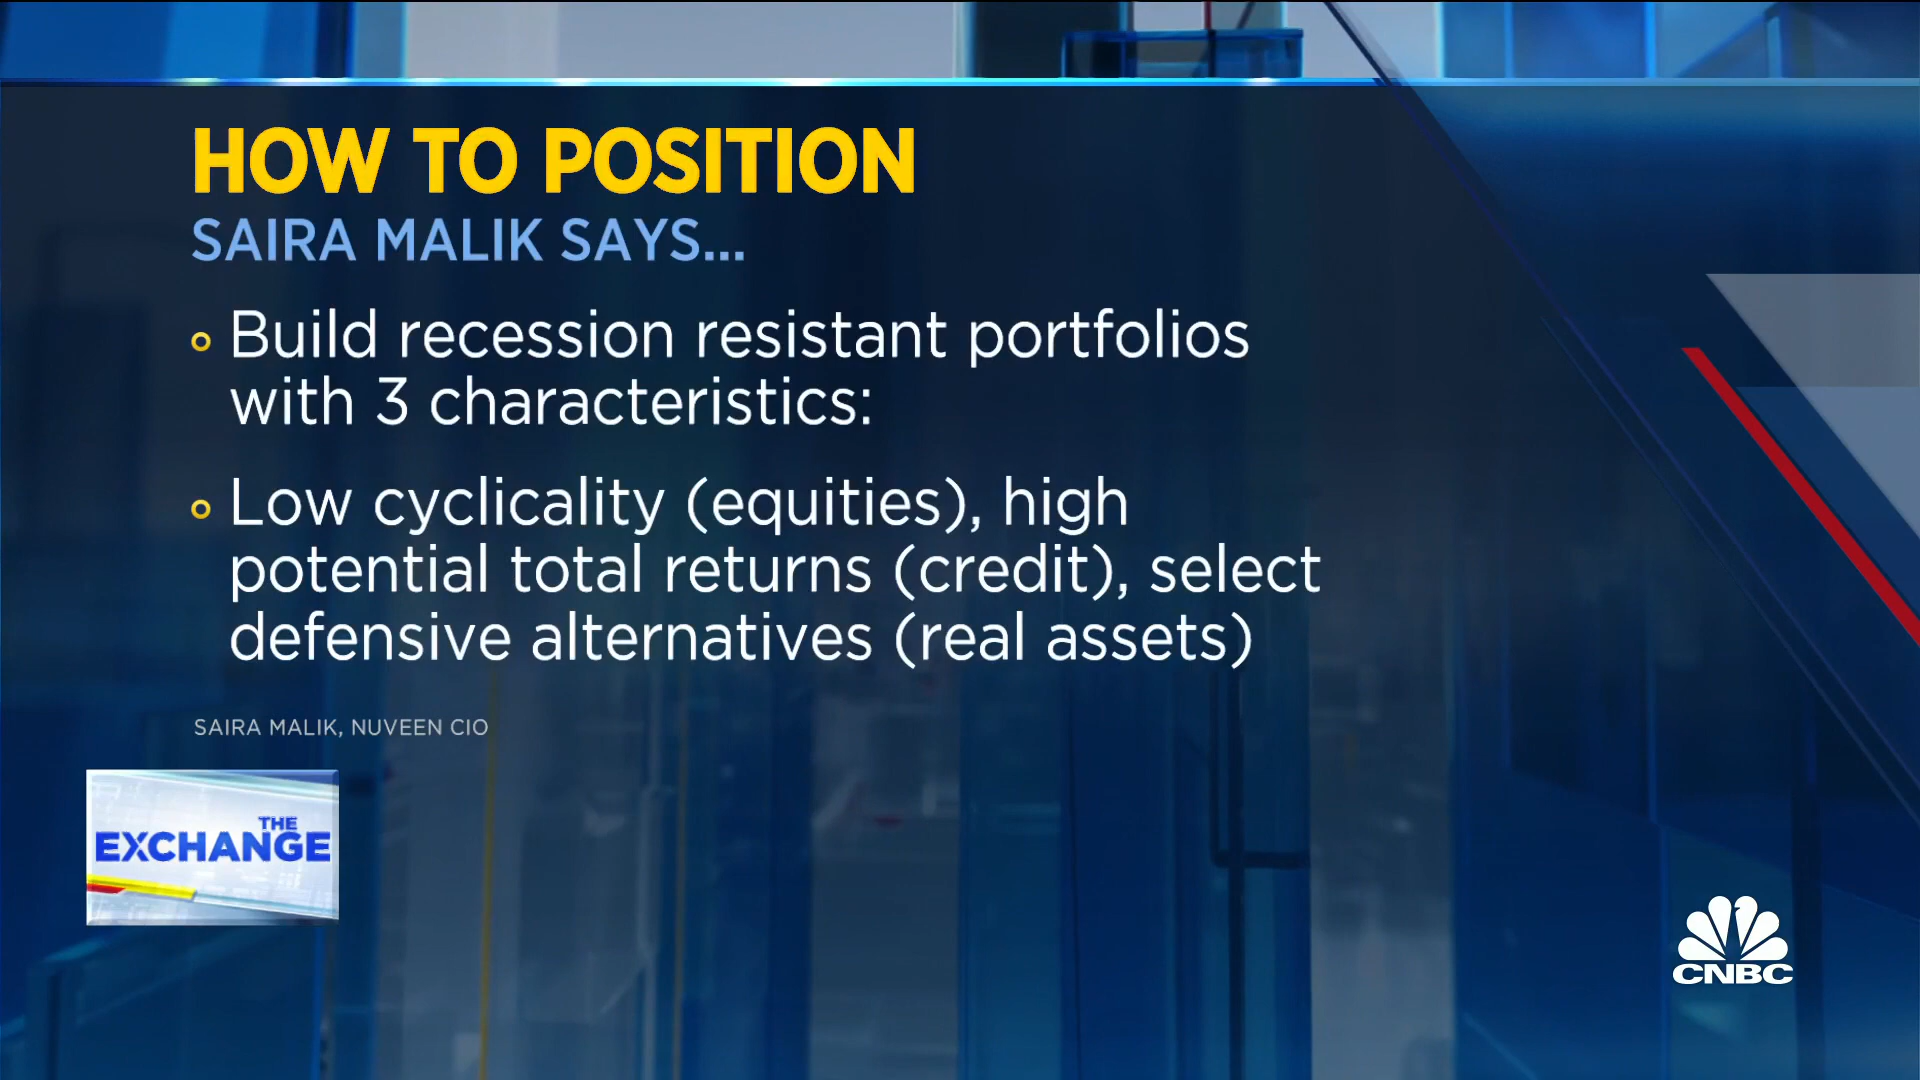 HOW TO POSITION
SAIRA MALIK SAYS...
Build recession resistant portfolios
with 3 characteristics:
Low cyclicality (equities), high
potential total returns (credit), select
defensive alternatives (real assets)
SAIRA MALIK, NUVEEN CIO
THE
EXCHANGE
CNBC